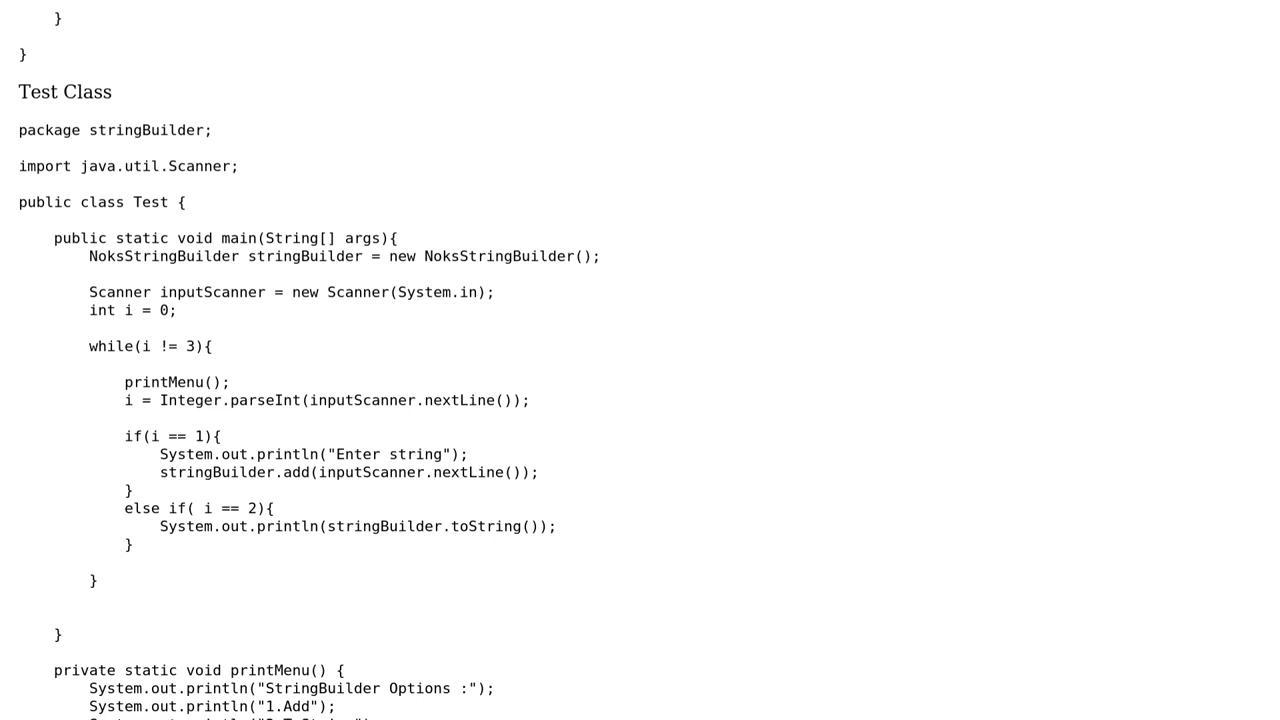 }

}
Test Class
package stringBuilder;

import java.util.Scanner;

public class Test {

    public static void main(String[] args){
        NoksStringBuilder stringBuilder = new NoksStringBuilder();

        Scanner inputScanner = new Scanner(System.in);
        int i = 0;

        while(i != 3){

            printMenu();
            i = Integer.parseInt(inputScanner.nextLine());

            if(i == 1){
                System.out.println("Enter string");
                stringBuilder.add(inputScanner.nextLine());
            }
            else if( i == 2){
                System.out.println(stringBuilder.toString());
            }

        }


    }

    private static void printMenu() {
        System.out.println("StringBuilder Options :");
        System.out.println("1.Add");